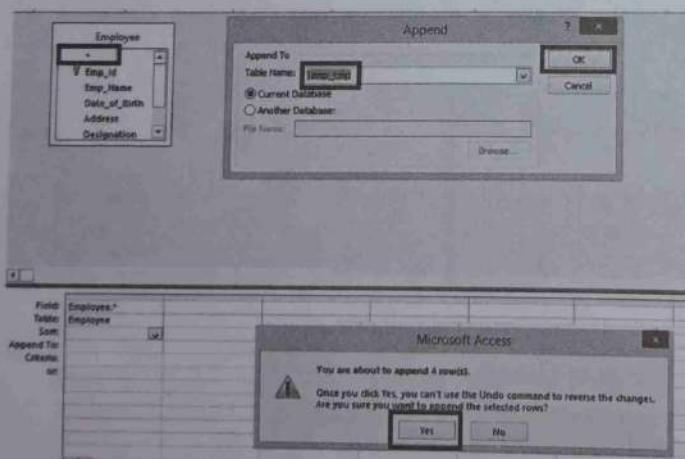 Employee
*
Emp_Id
Emp_Name
Date_of_Birth
Address
Designation
Append
?
Append To
Table Name:
OK
Cancel
Current Database
Another Database:
File Name:
Browse...
Field: Employee.*
Table: Employee
Sort:
Append To:
Criteria:
or:
Microsoft Access
You are about to append 4 row(s).
Once you click Yes, you can't use the Undo command to reverse the changes.
Are you sure you want to append the selected rows?
Yes
No